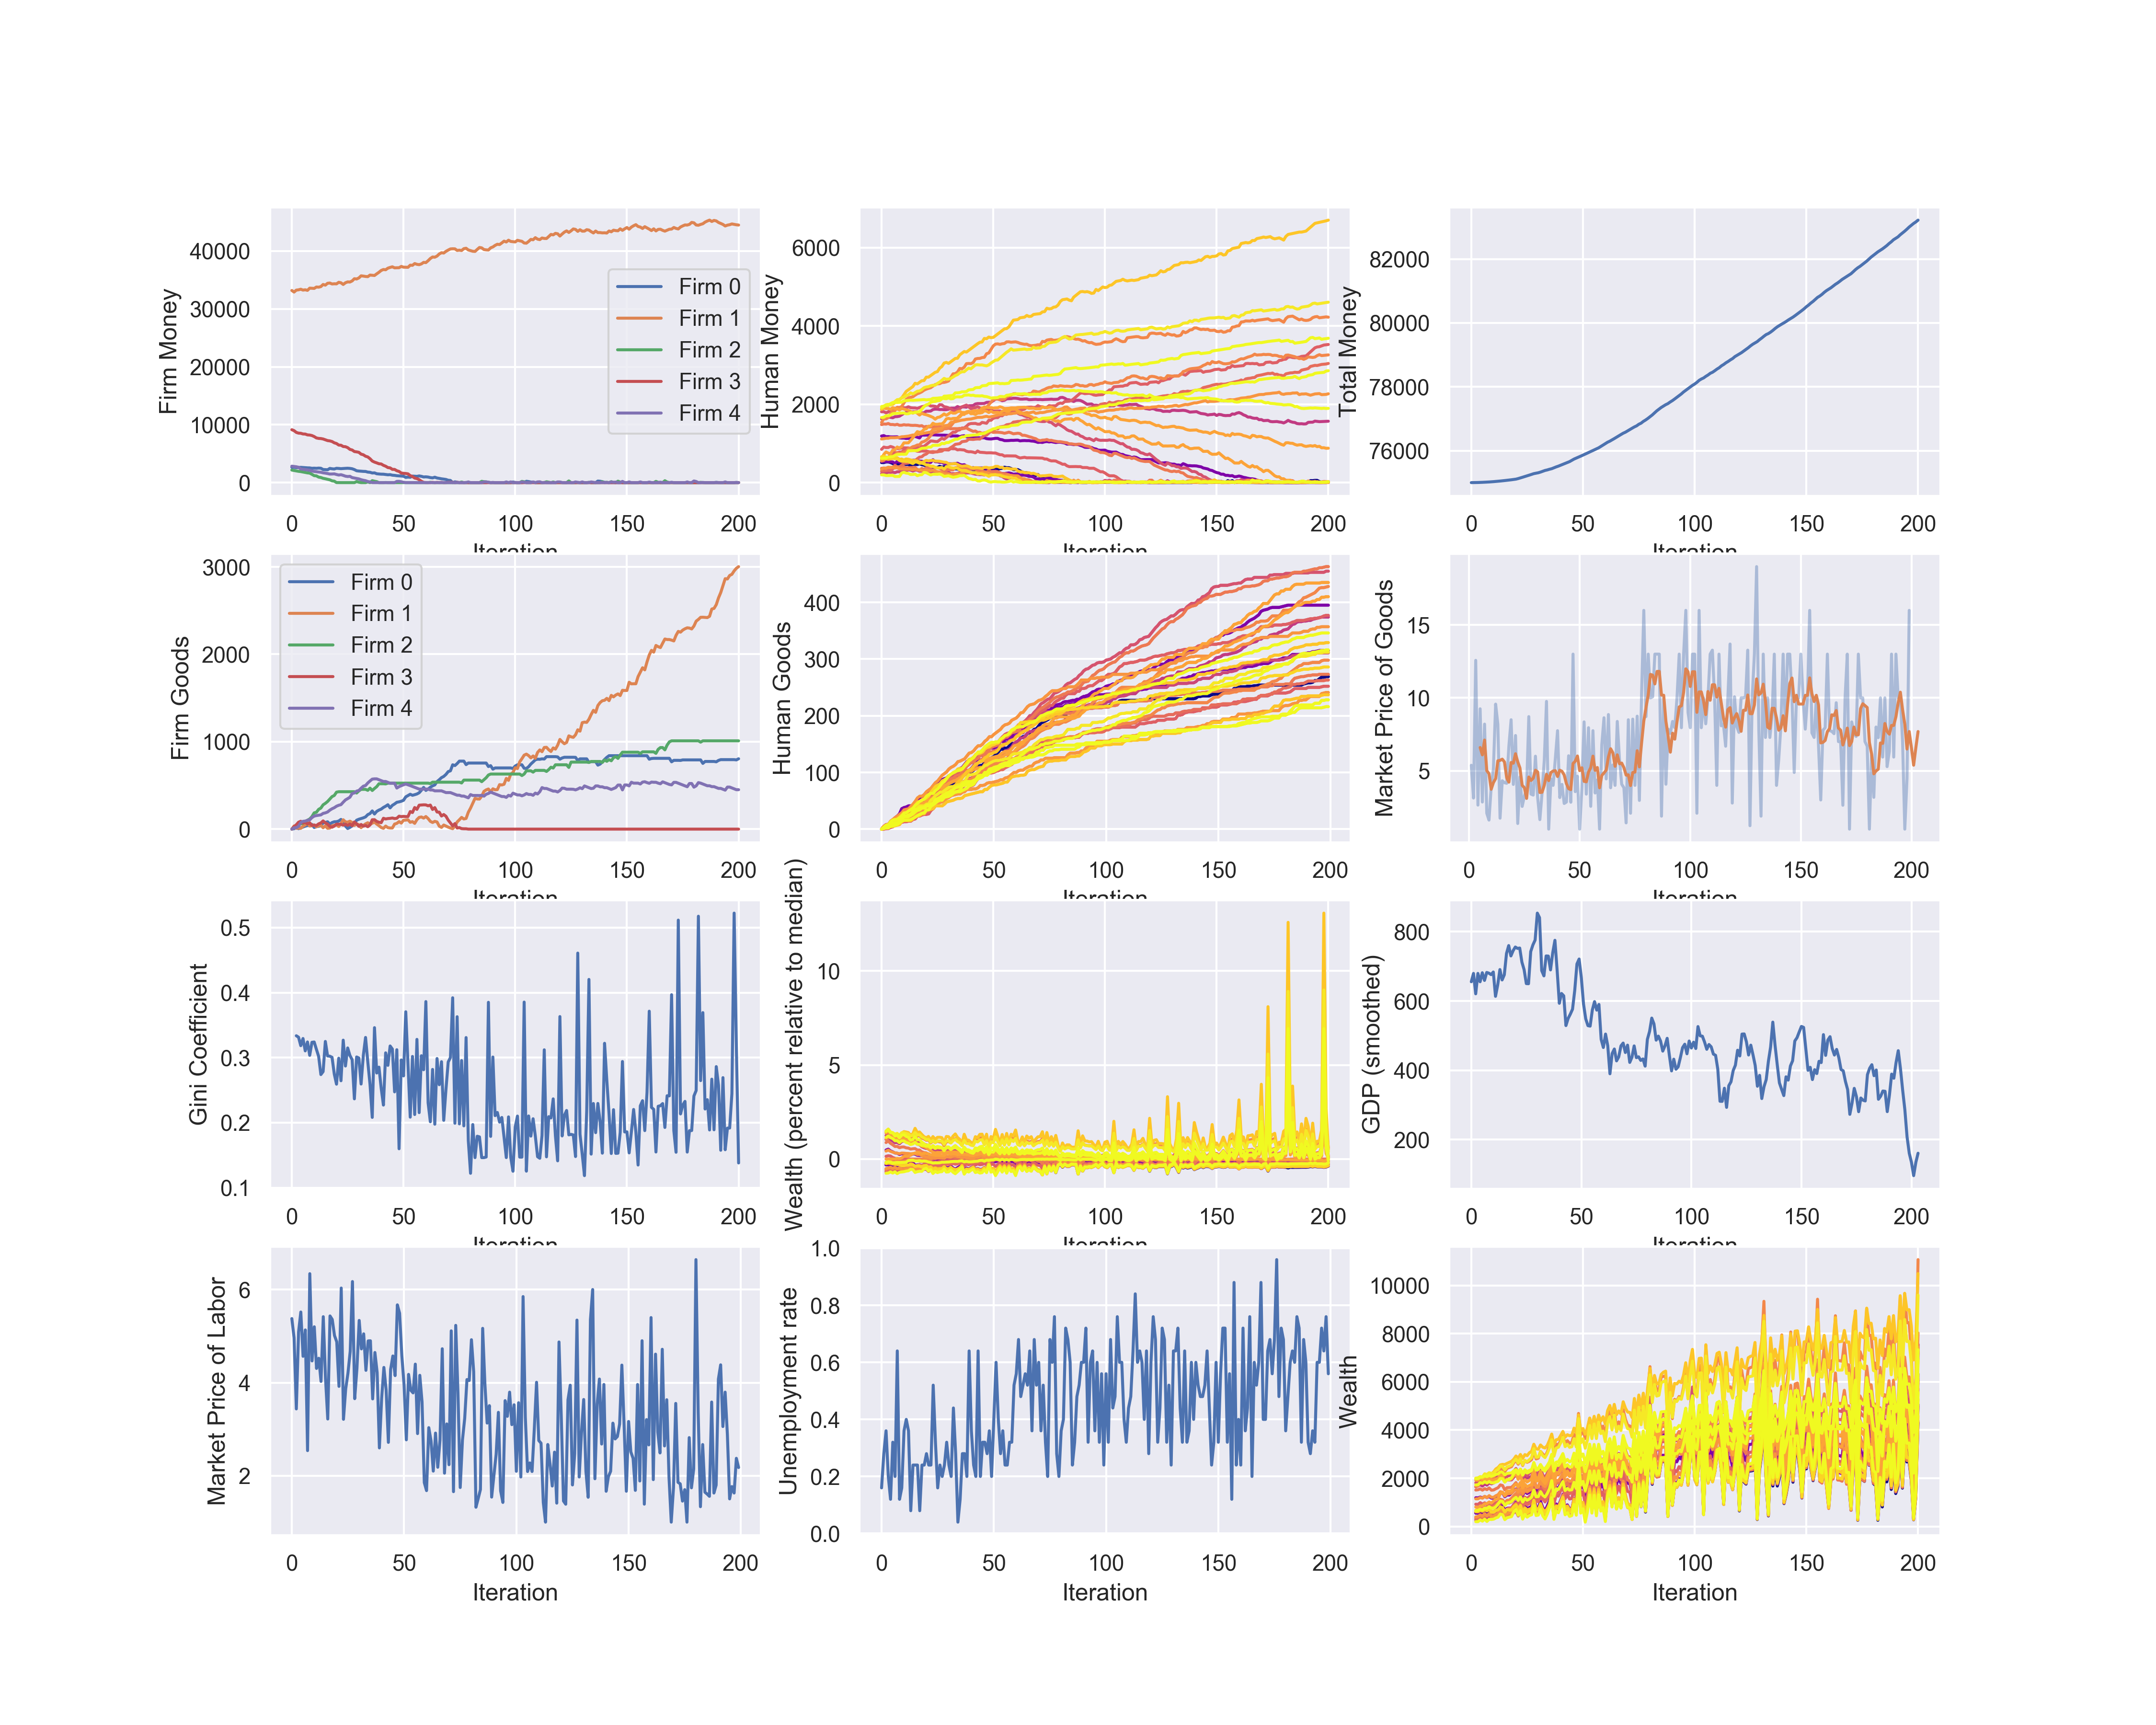 Firm Money
40000
30000
20000
10000
0
0 50 100 150 200
Iteration
Firm 0
Firm 1
Firm 2
Firm 3
Firm 4
Human Money
6000
4000
2000
0
0 50 100 150 200
Iteration
Total Money
82000
80000
78000
76000
0 50 100 150 200
Iteration
Firm Goods
3000
2000
1000
0
0 50 100 150 200
Iteration
Firm 0
Firm 1
Firm 2
Firm 3
Firm 4
Human Goods
400
300
200
100
0
0 50 100 150 200
Iteration
Market Price of Goods
15
10
5
0 50 100 150 200
Iteration
Gini Coefficient
0.5
0.4
0.3
0.2
0.1
0 50 100 150 200
Iteration
Wealth (percent relative to median)
10
5
0
0 50 100 150 200
Iteration
GDP (smoothed)
800
600
400
200
0 50 100 150 200
Iteration
Market Price of Labor
6
4
2
0 50 100 150 200
Iteration
Unemployment rate
1.0
0.8
0.6
0.4
0.2
0.0
0 50 100 150 200
Iteration
Wealth
10000
8000
6000
4000
2000
0
0 50 100 150 200
Iteration